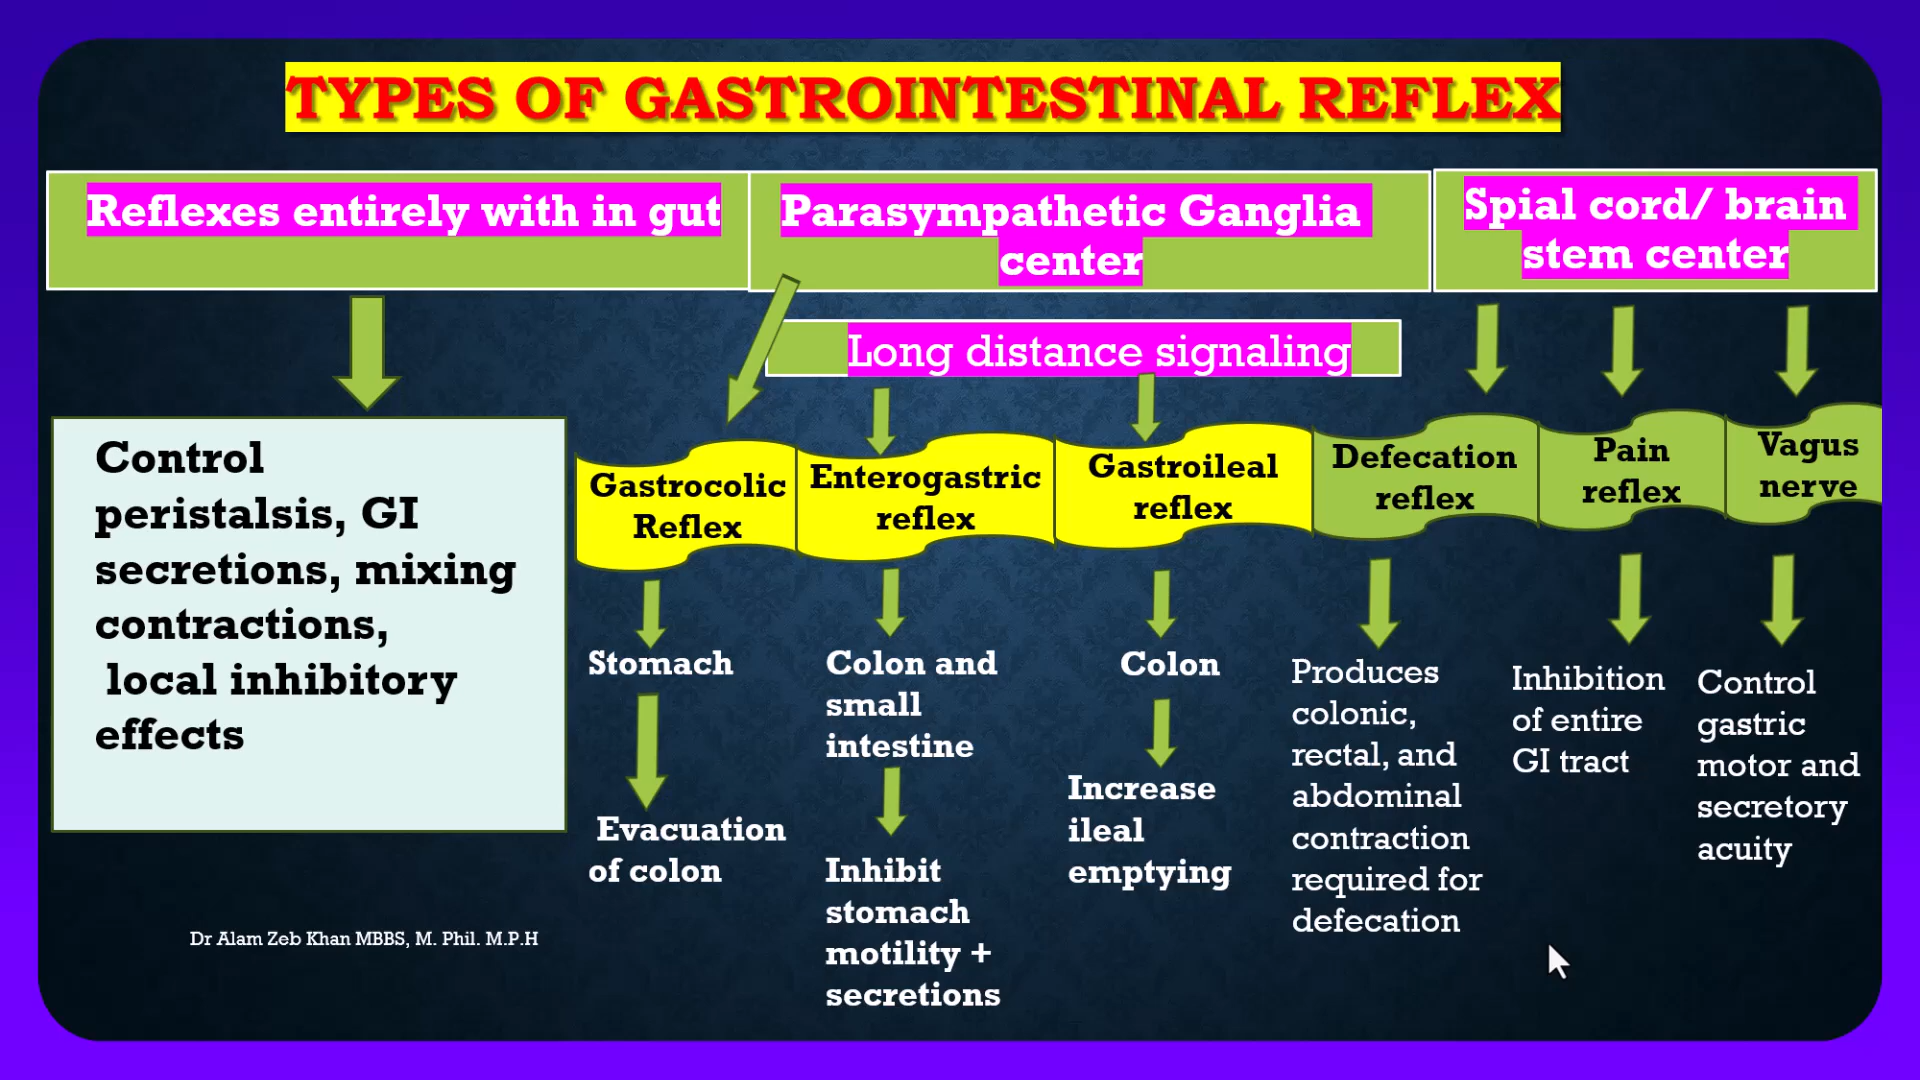 TYPES OF GASTROINTESTINAL REFLEX
Reflexes entirely with in gut
Parasympathetic Ganglia
center
Spial cord/ brain
stem center
Long distance signaling
Control
peristalsis, GI
secretions, mixing
contractions,
local inhibitory
effects
Gastrocolic
Reflex
Enterogastric
reflex
Gastroileal
reflex
Defecation
reflex
Pain
reflex
Vagus
nerve
Stomach
Evacuation
of colon
Colon and
small
intestine
Inhibit
stomach
motility +
secretions
Colon
Increase
ileal
emptying
Produces
colonic,
rectal, and
abdominal
contraction
required for
defecation
Inhibition
of entire
GI tract
Control
gastric
motor and
secretory
acuity
Dr Alam Zeb Khan MBBS, M. Phil. M.P.H